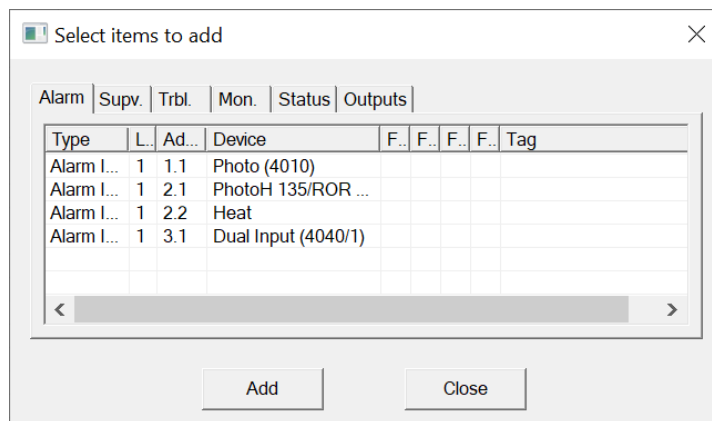 Select items to add
Alarm Supv. Trbl. Mon. Status Outputs
Type L.. Ad... Device F.. F.. F.. F.. Tag
Alarm I... 1 1.1 Photo (4010)
Alarm I... 1 2.1 PhotoH 135/ROR ...
Alarm I... 1 2.2 Heat
Alarm I... 1 3.1 Dual Input (4040/1)
Add Close